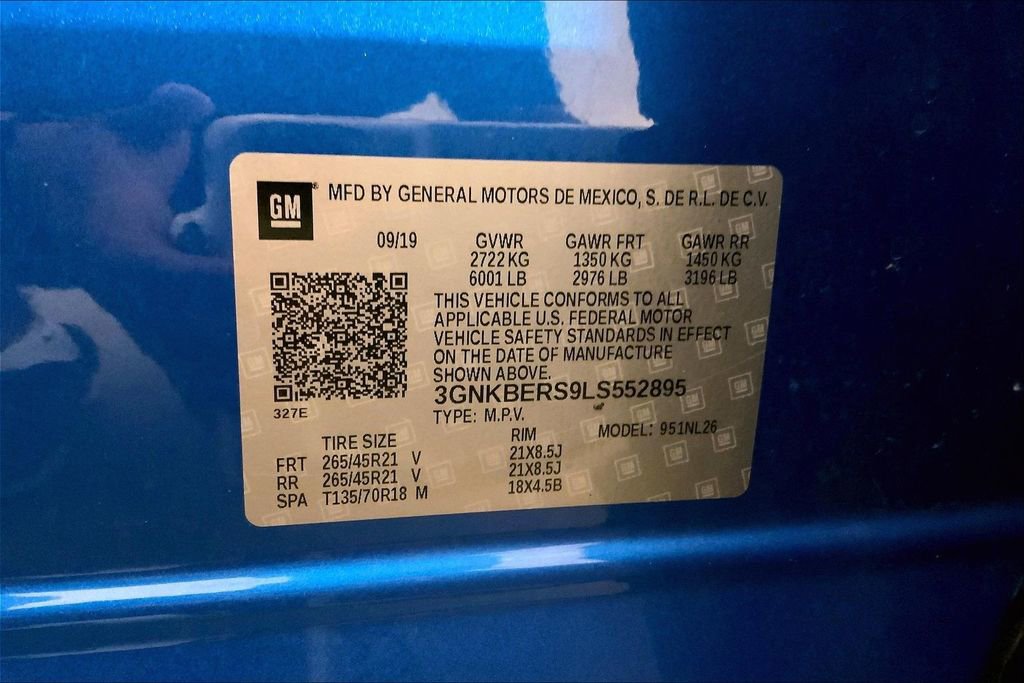 GM
MFD BY GENERAL MOTORS DE MEXICO, S. DE R.L. DE C.V.
09/19 GVWR GAWR FRT GAWR RR
2722 KG 1350 KG 1450 KG
6001 LB 2976 LB 3196 LB
THIS VEHICLE CONFORMS TO ALL
APPLICABLE U.S. FEDERAL MOTOR
VEHICLE SAFETY STANDARDS IN EFFECT
ON THE DATE OF MANUFACTURE
SHOWN ABOVE.
3GNKBERS9LS552895
327E
TYPE: M.P.V. MODEL: 951NL26
TIRE SIZE RIM
FRT 265/45R21 V 21X8.5J
RR 265/45R21 V 21X8.5J
SPA T135/70R18 M 18X4.5B